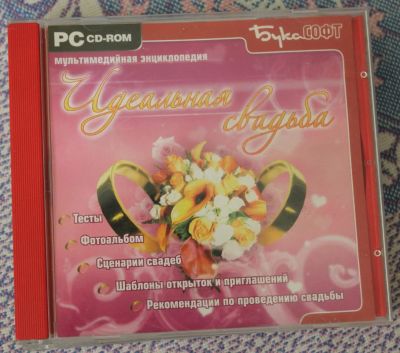 PC CD-ROM
БукаСОФТ
мультимедийная энциклопедия
Идеальная
свадьба
Тесты
Фотоальбом
Сценарии свадеб
Шаблоны открыток и приглашений
Рекомендации по проведению свадьбы